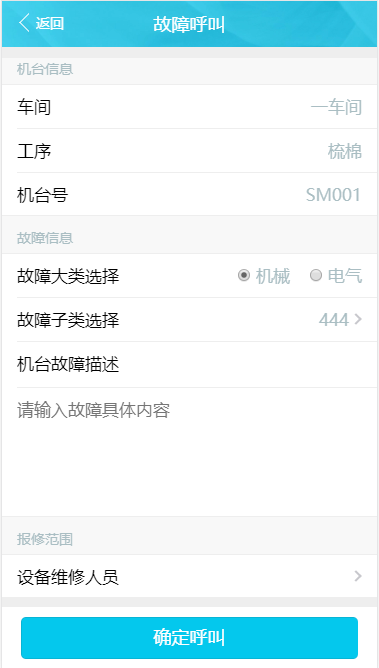 返回 故障呼叫
机台信息
车间 一车间
工序 梳棉
机台号 SM001
故障信息
故障大类选择 机械 电气
故障子类选择 444
机台故障描述
请输入故障具体内容
报修范围
设备维修人员
确定呼叫